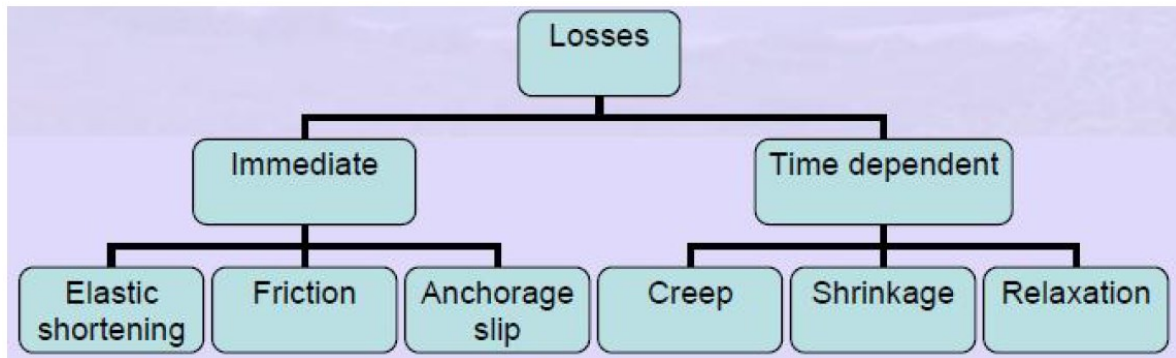 Losses
Immediate
Time dependent
Elastic
shortening
Friction
Anchorage
slip
Creep
Shrinkage
Relaxation